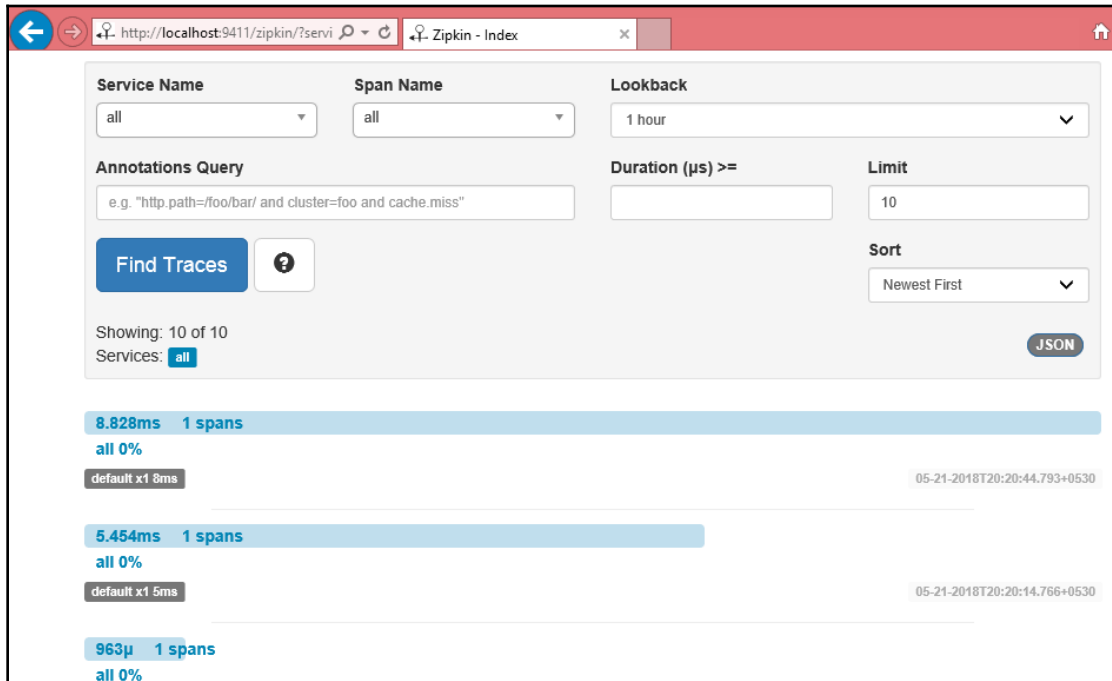 http://localhost:9411/zipkin/?servi
Zipkin - Index
Service Name
Span Name
Lookback
all
all
1 hour
Annotations Query
Duration (µs) >=
Limit
e.g. "http.path=/foo/bar/ and cluster=foo and cache.miss"
10
Find Traces
Sort
Newest First
Showing: 10 of 10
Services: all
JSON
8.828ms 1 spans
all 0%
default x1 8ms
05-21-2018T20:20:44.793+0530
5.454ms 1 spans
all 0%
default x1 5ms
05-21-2018T20:20:14.766+0530
963µ 1 spans
all 0%